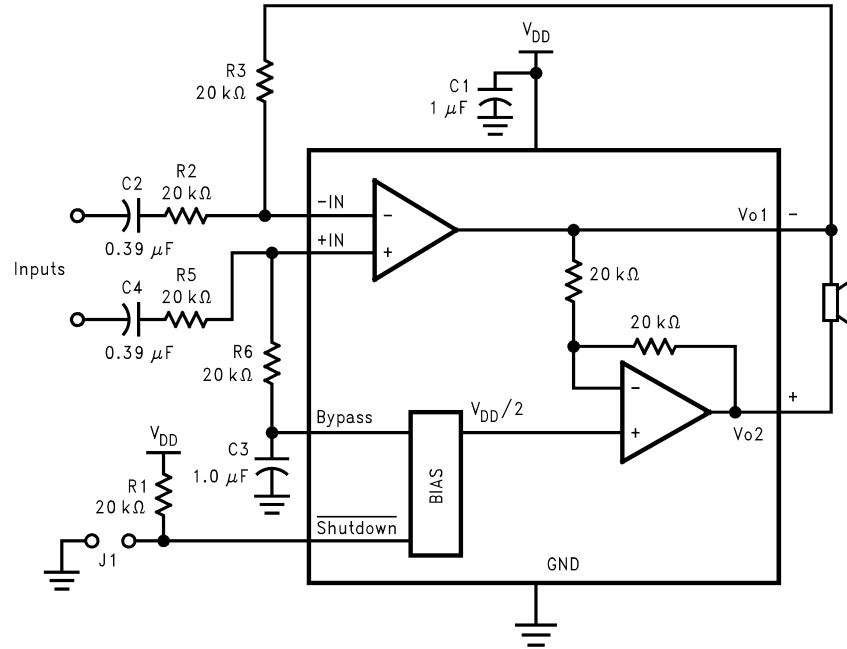 V_DD
R3
20 kΩ
C1
1 μF
C2
R2
20 kΩ
0.39 μF
-IN
-
Vo1
-
+IN
+
Inputs
R5
20 kΩ
C4
0.39 μF
20 kΩ
20 kΩ
R6
20 kΩ
-
+
Bypass
V_DD/2
+
Vo2
V_DD
C3
1.0 μF
BIAS
R1
20 kΩ
Shutdown
J1
GND